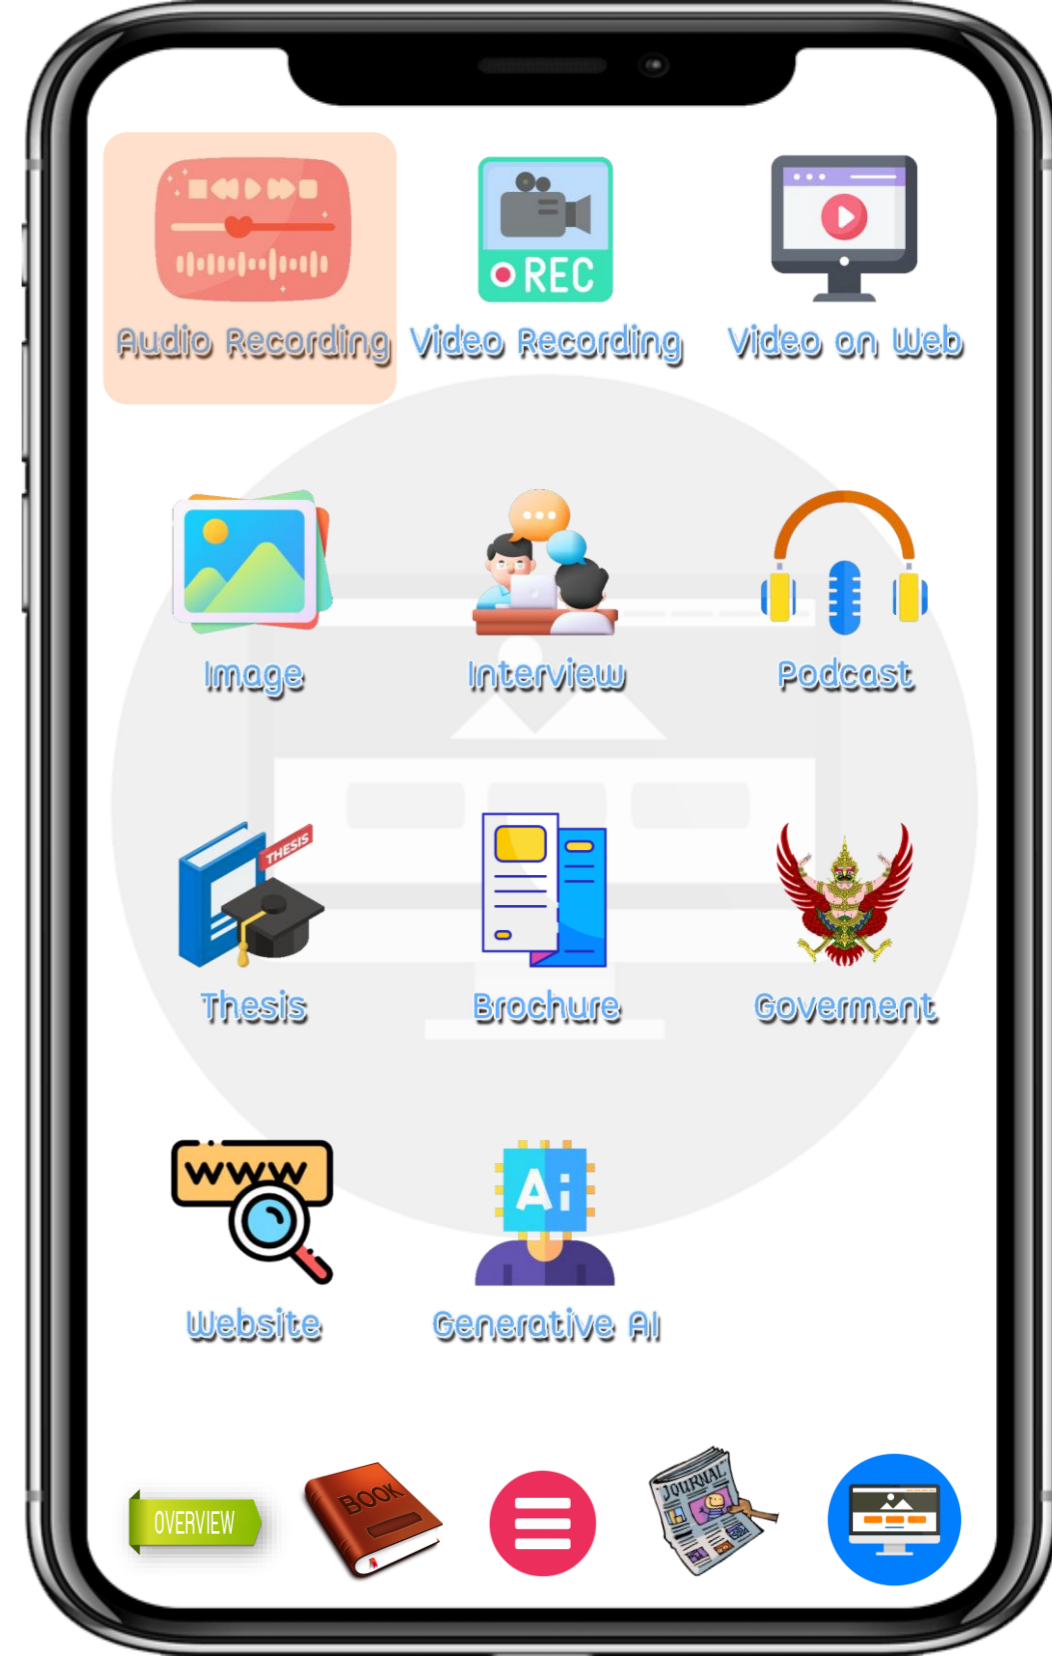 REC
Audio Recording
Video Recording
Video on Web
Image
Interview
Podcast
THESIS
Thesis
Brochure
Goverment
www
Ai
Website
Generative AI
OVERVIEW
BOOK
JOURNAL